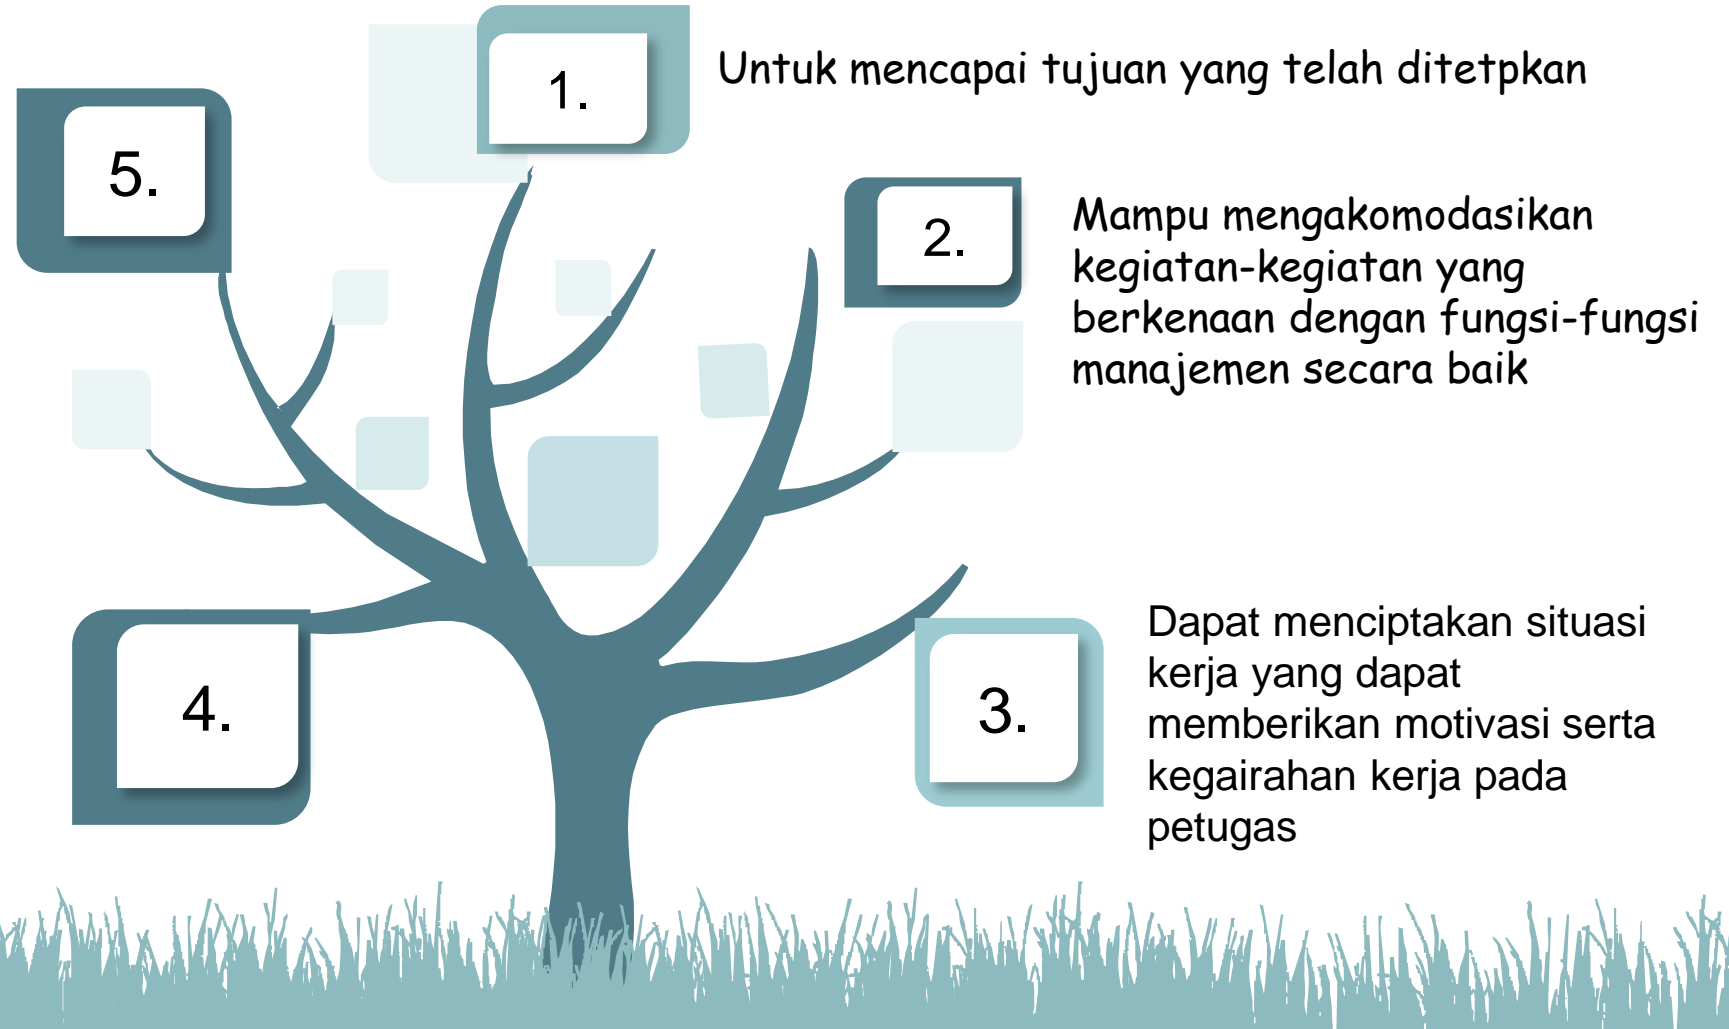 1.
Untuk mencapai tujuan yang telah ditetpkan
2.
Mampu mengakomodasikan
kegiatan-kegiatan yang
berkenaan dengan fungsi-fungsi
manajemen secara baik
3.
Dapat menciptakan situasi
kerja yang dapat
memberikan motivasi serta
kegairahan kerja pada
petugas
4.
5.